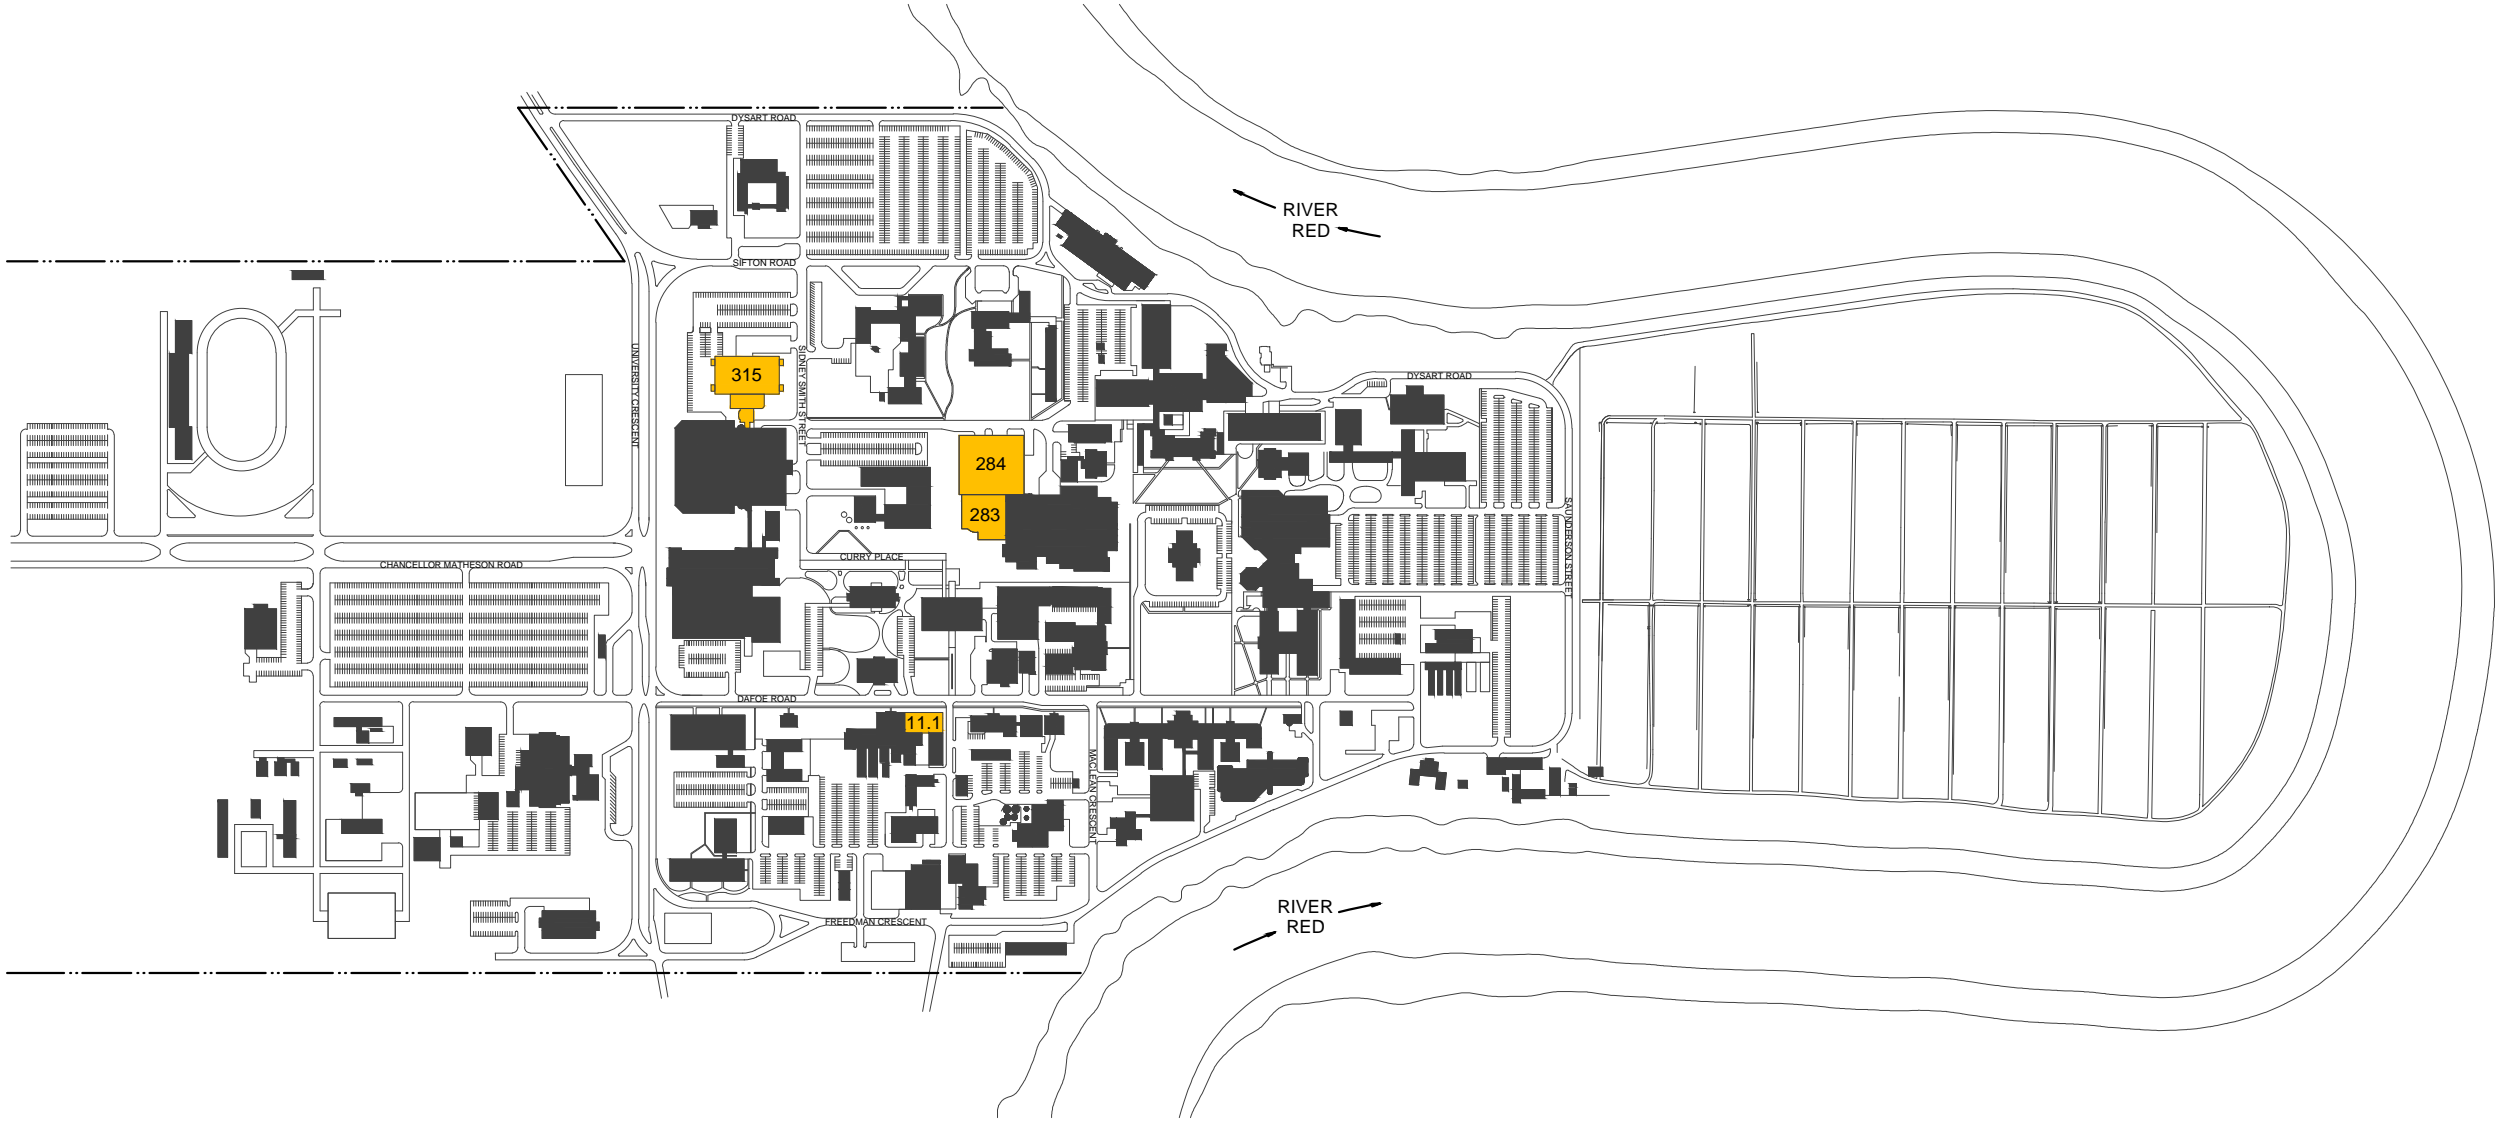 DYSART ROAD
RIVER
RED
SIFTON ROAD
UNIVERSITY CRESCENT
SIDNEY SMITH STREET
315
DYSART ROAD
284
283
SAUNDERSON STREET
CURRY PLACE
CHANCELLOR MATHESON ROAD
DAFOE ROAD
11.1
MACLEAN CRESCENT
RIVER
RED
FREEDMAN CRESCENT